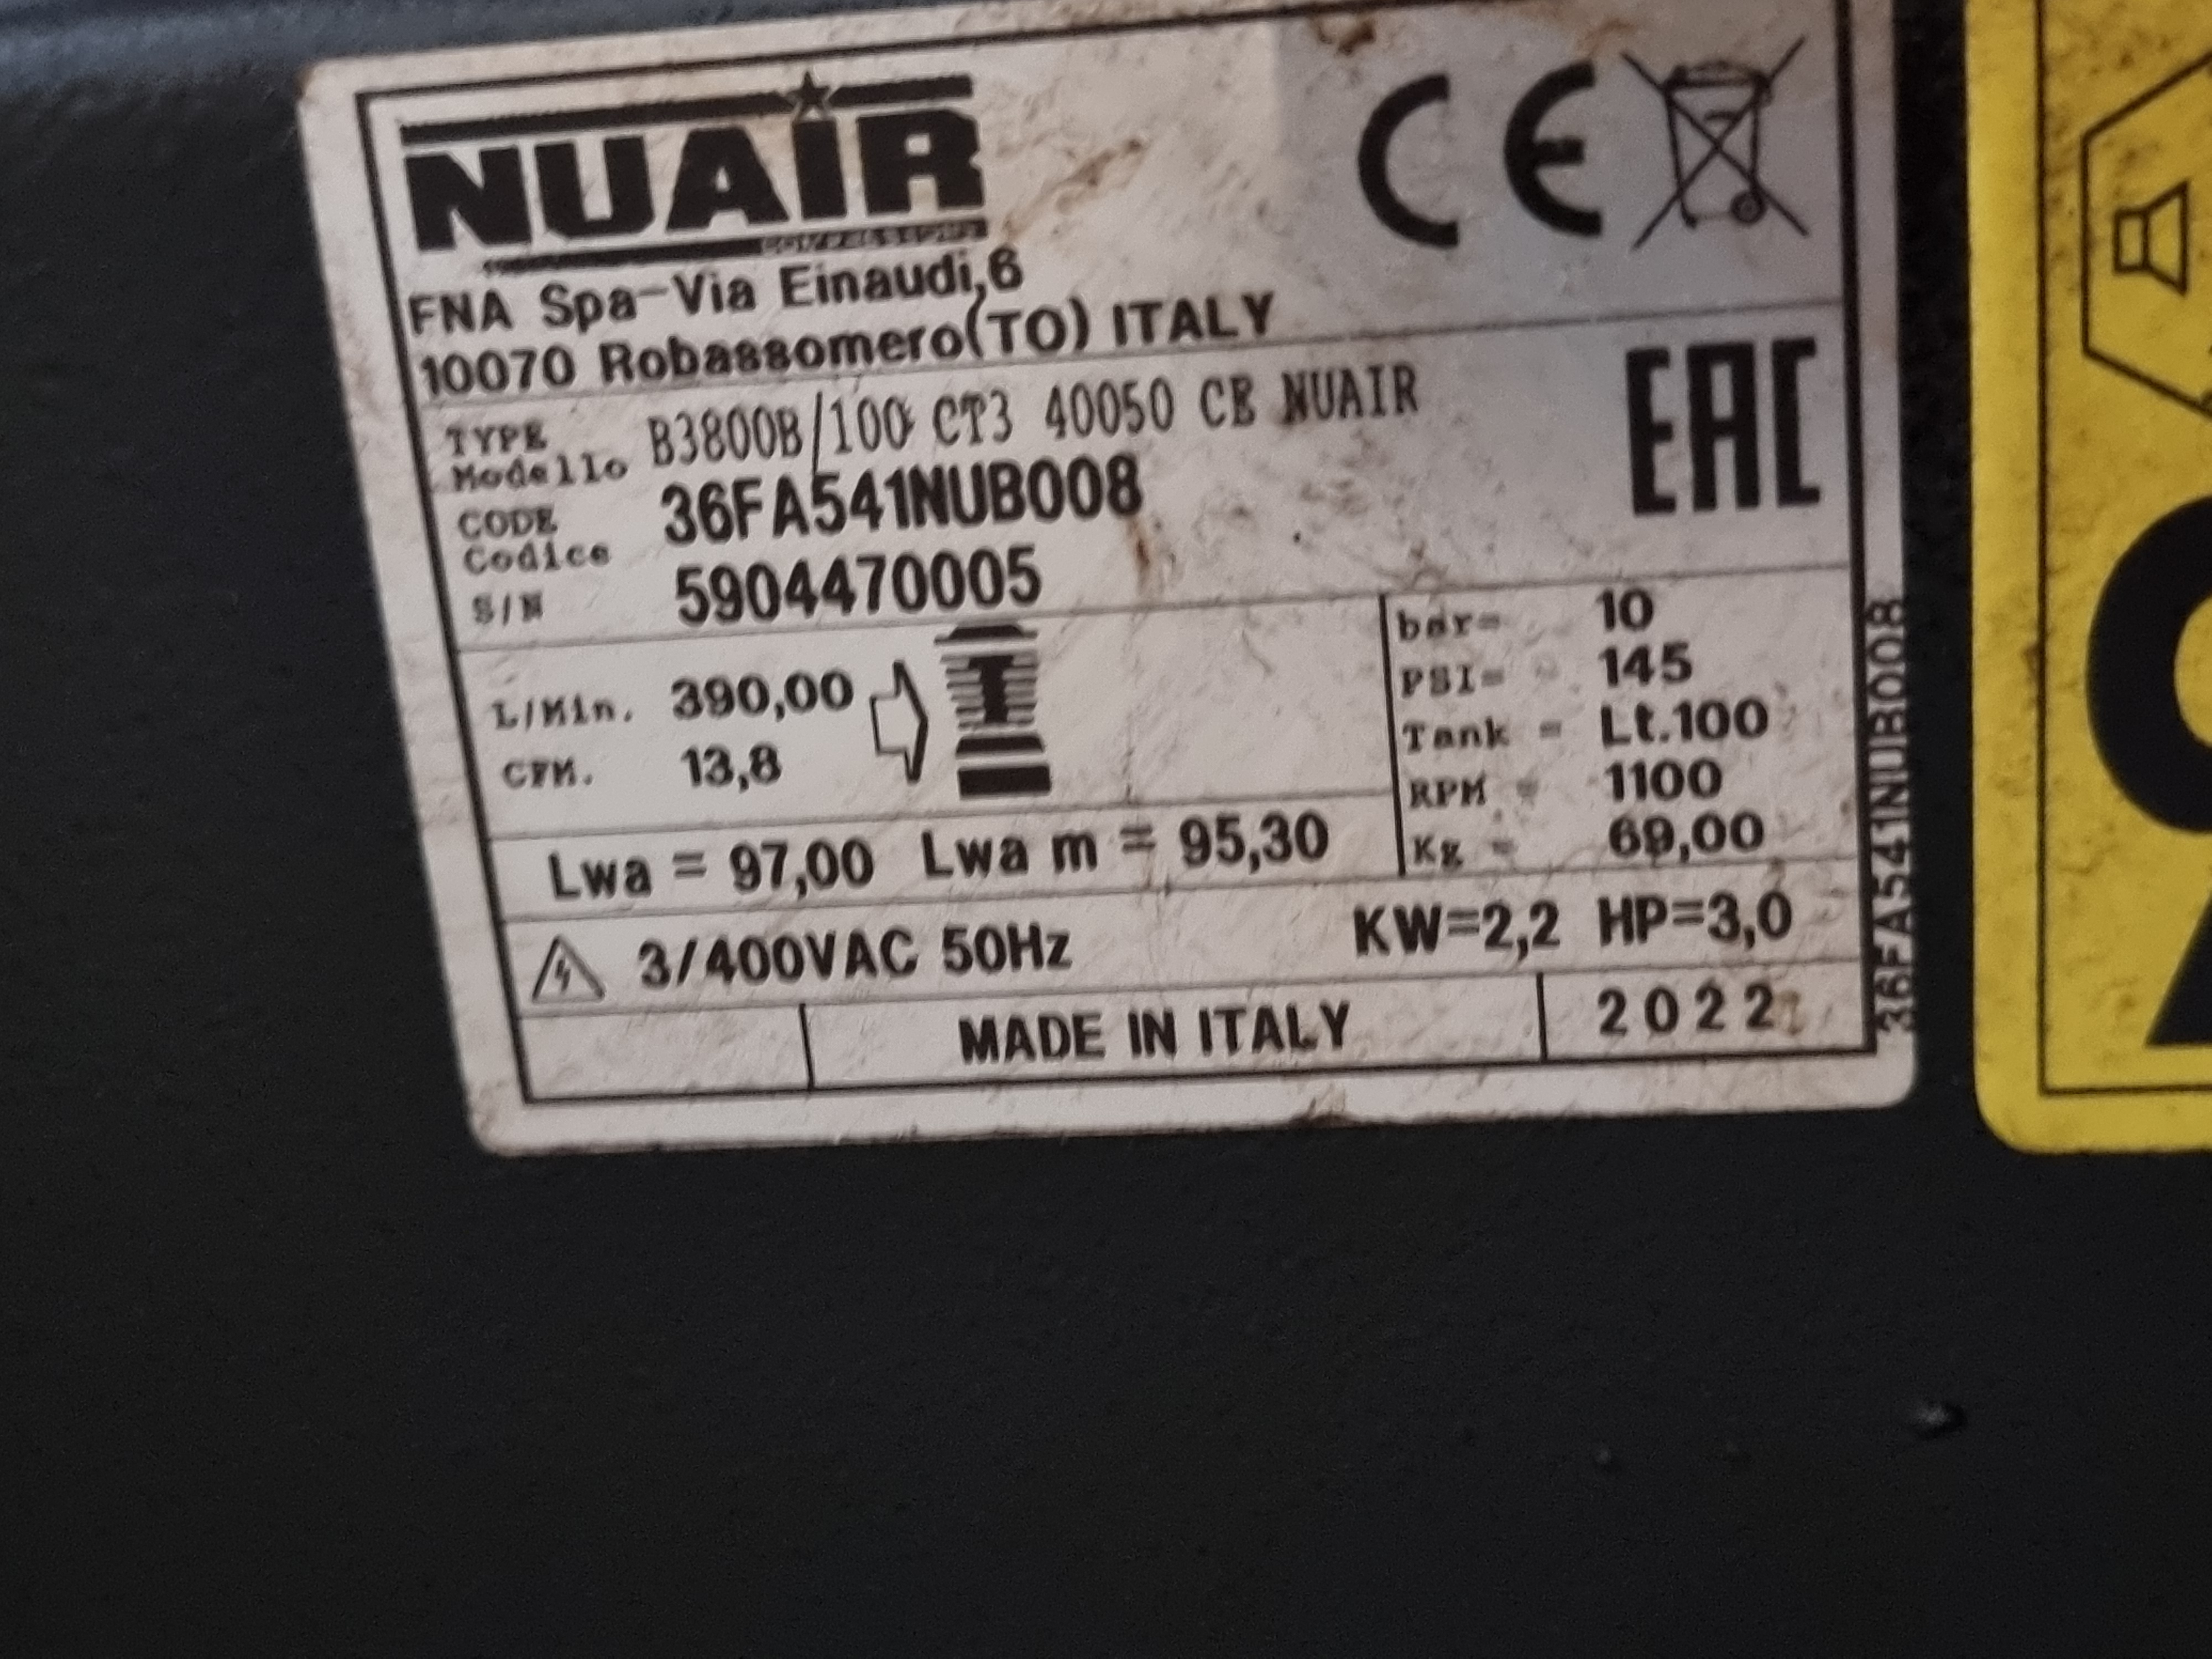 NUAIR
COMPRESSORS
CE
FNA Spa-Via Einaudi,6
10070 Robassomero(TO) ITALY
EAC
TYPE
Modello
B3800B/100 CT3 40050 CE NUAIR
CODE
Codice
36FA541NUB008
S/N 5904470005
L/Min. 390,00
CFM. 13,8
bar= 10
PSI= 145
Tank = Lt.100
RPM = 1100
Kg = 69,00
Lwa = 97,00 Lwa m = 95,30
3/400VAC 50Hz KW=2,2 HP=3,0
MADE IN ITALY 2022
36FA541NUB008